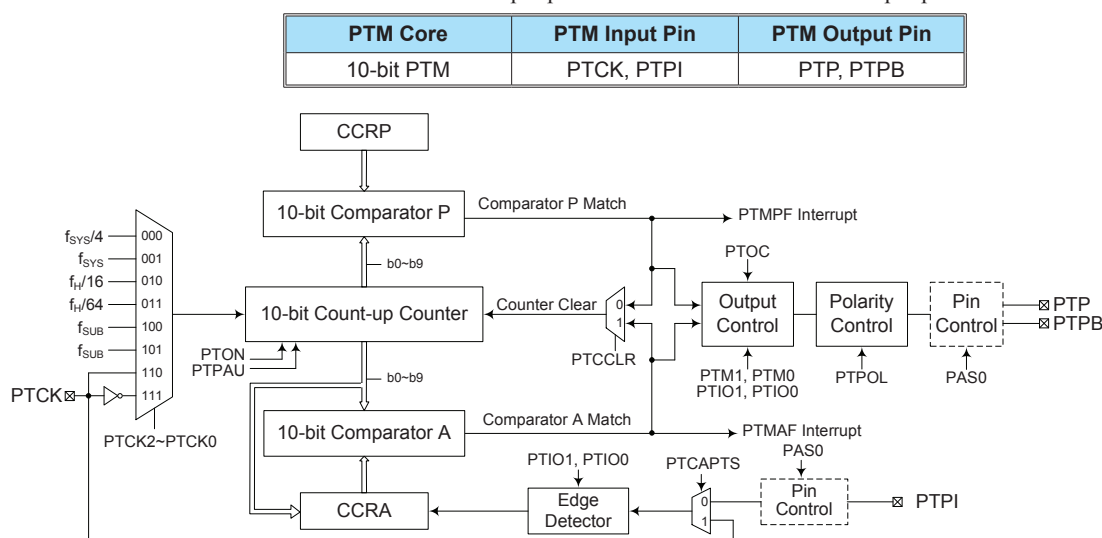 PTM Core PTM Input Pin PTM Output Pin
10-bit PTM PTCK, PTPI PTP, PTPB
CCRP
10-bit Comparator P
Comparator P Match
PTMPF Interrupt
b0~b9
fSYS/4 000
fSYS 001
fH/16 010
fH/64 011
fSUB 100
fSUB 101
110
111
PTCK
PTCK2~PTCK0
10-bit Count-up Counter
PTON
PTPAU
Counter Clear
0
1
PTCCLR
PTOC
Output Control
PTM1, PTM0
PTIO1, PTIO0
Polarity Control
PTPOL
Pin Control
PAS0
PTP
PTPB
b0~b9
10-bit Comparator A
Comparator A Match
PTMAF Interrupt
CCRA
PTIO1, PTIO0
Edge Detector
PTCAPTS
0
1
PAS0
Pin Control
PTPI